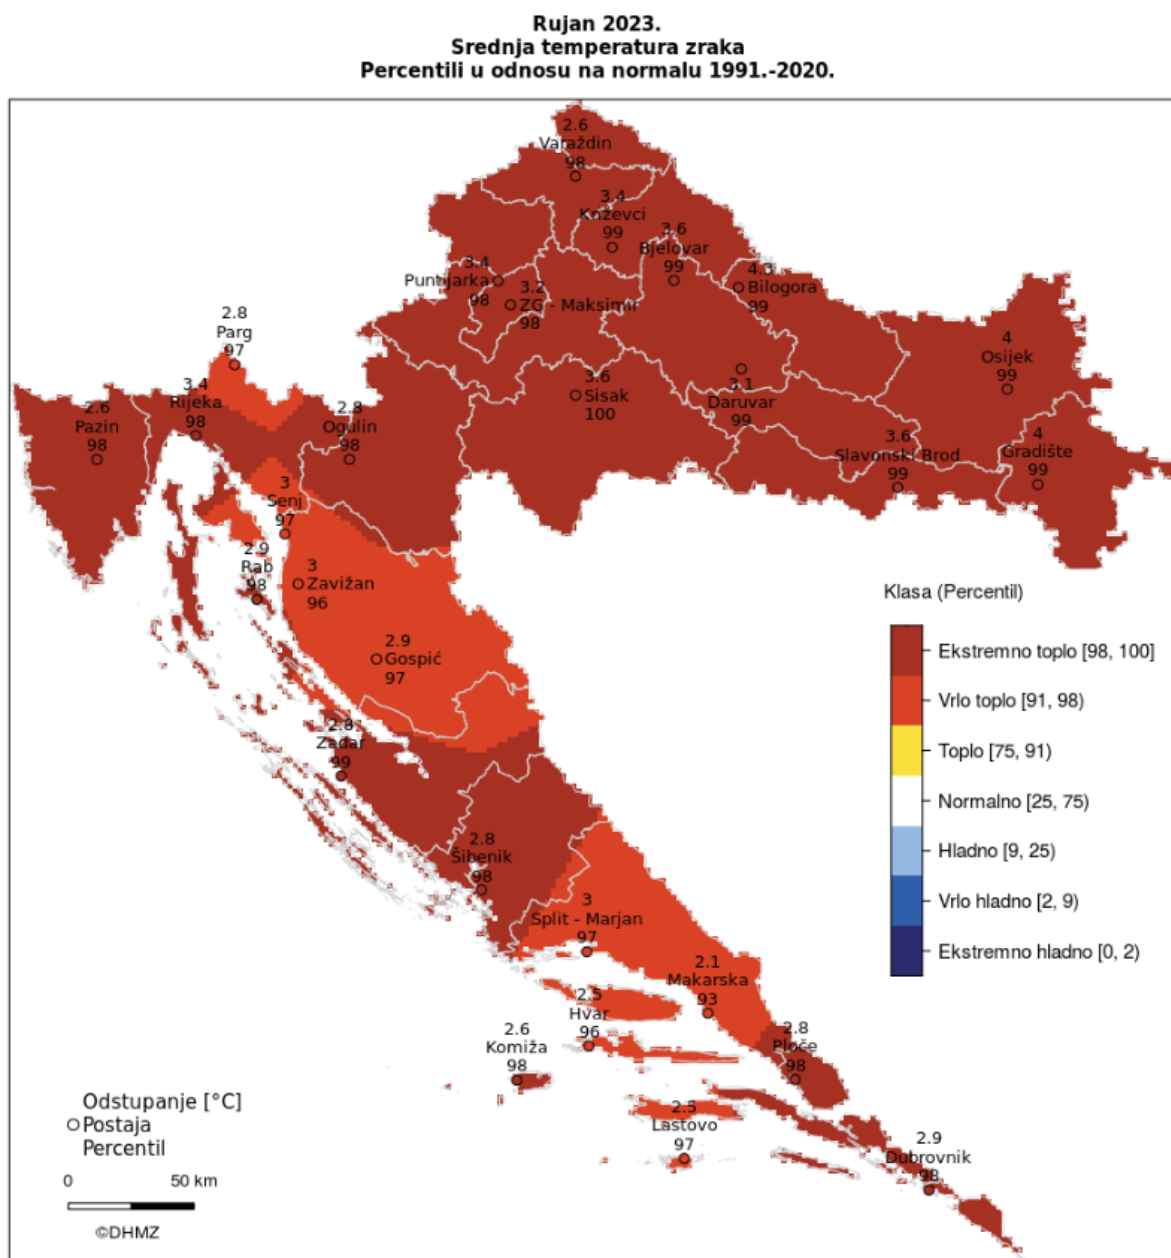 Rujan 2023.
Srednja temperatura zraka
Percentili u odnosu na normalu 1991.-2020.
2.6
Varaždin
98
3.4
Križevci
99
3.6
Bjelovar
99
3.4
Puntijarka
98
3.2
ZG - Maksimir
98
4.3
Bilogora
99
2.8
Parg
97
4
Osijek
99
3.4
Rijeka
98
2.6
Pazin
98
2.8
Ogulin
98
3.6
Sisak
100
3.1
Daruvar
99
3.6
Slavonski Brod
99
4
Gradište
99
3
Senj
97
2.9
Rab
98
3
Zavižan
96
2.9
Gospić
97
2.8
Zadar
99
2.8
Šibenik
98
3
Split - Marjan
97
2.1
Makarska
93
2.5
Hvar
96
2.6
Komiža
98
2.8
Ploče
98
2.5
Lastovo
97
2.9
Dubrovnik
98
Klasa (Percentil)
Ekstremno toplo [98, 100]
Vrlo toplo [91, 98)
Toplo [75, 91)
Normalno [25, 75)
Hladno [9, 25)
Vrlo hladno [2, 9)
Ekstremno hladno [0, 2)
Odstupanje [°C]
Postaja
Percentil
0 50 km
©DHMZ